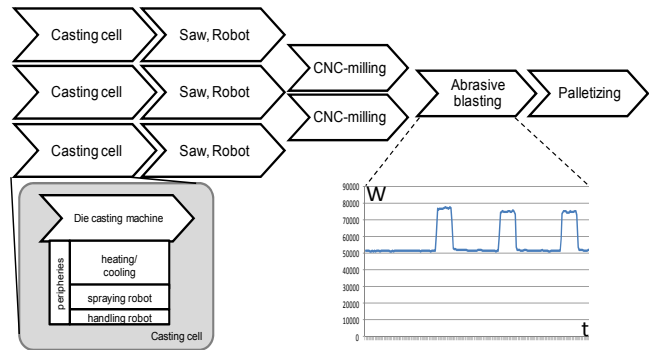 Casting cell
Saw, Robot
Casting cell
Saw, Robot
Casting cell
Saw, Robot
CNC-milling
CNC-milling
Abrasive
blasting
Palletizing
Die casting machine
peripheries
heating/
cooling
spraying robot
handling robot
Casting cell
W
90000
80000
70000
60000
50000
40000
30000
20000
10000
0
t